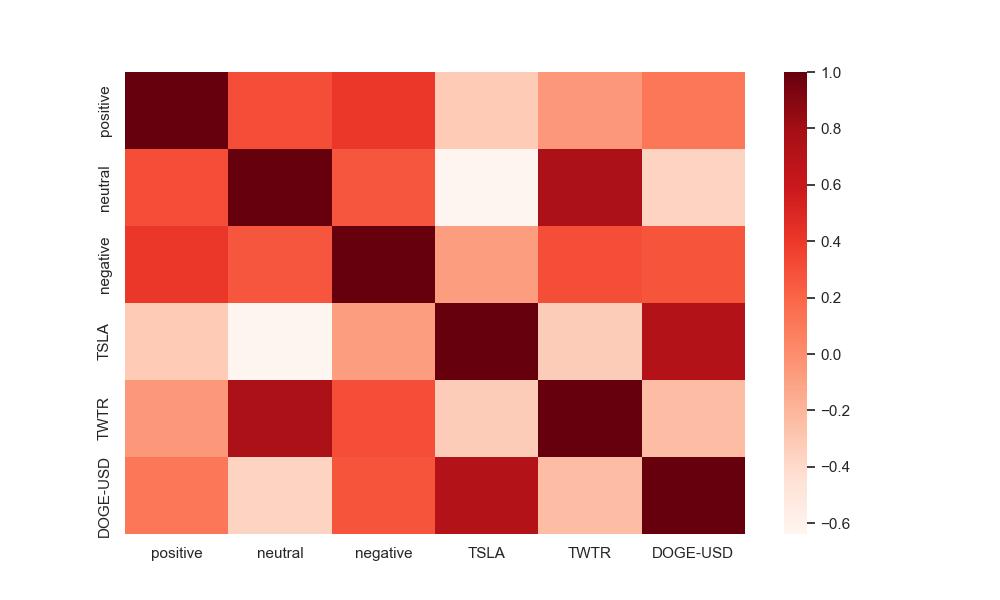 positive
neutral
negative
TSLA
TWTR
DOGE-USD
positive neutral negative TSLA TWTR DOGE-USD
1.0
0.8
0.6
0.4
0.2
0.0
−0.2
−0.4
−0.6